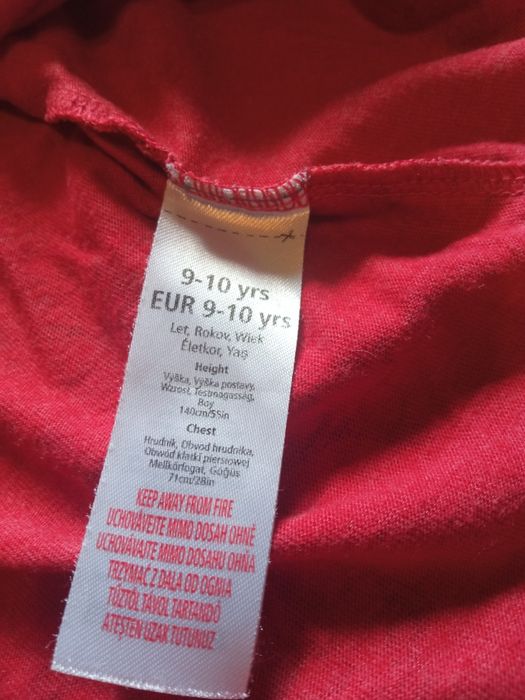 9-10 yrs
EUR 9-10 yrs
Let, Rokov, Wiek
Életkor, Yaş
Height
Výška, Výška postavy,
Wzrost, Testmagasság,
Boy
140cm/55in
Chest
Hrudník, Obvod hrudníka,
Obwód klatki piersiowej
Mellkörfogat, Göğüs
71cm/28in
KEEP AWAY FROM FIRE
UCHOVÁVEJTE MIMO DOSAH OHNĚ
UCHOVÁVAJTE MIMO DOSAHU OHŇA
TRZYMAĆ Z DALA OD OGNIA
TŰZTŐL TÁVOL TARTANDÓ
ATEŞTEN UZAK TUTUNUZ